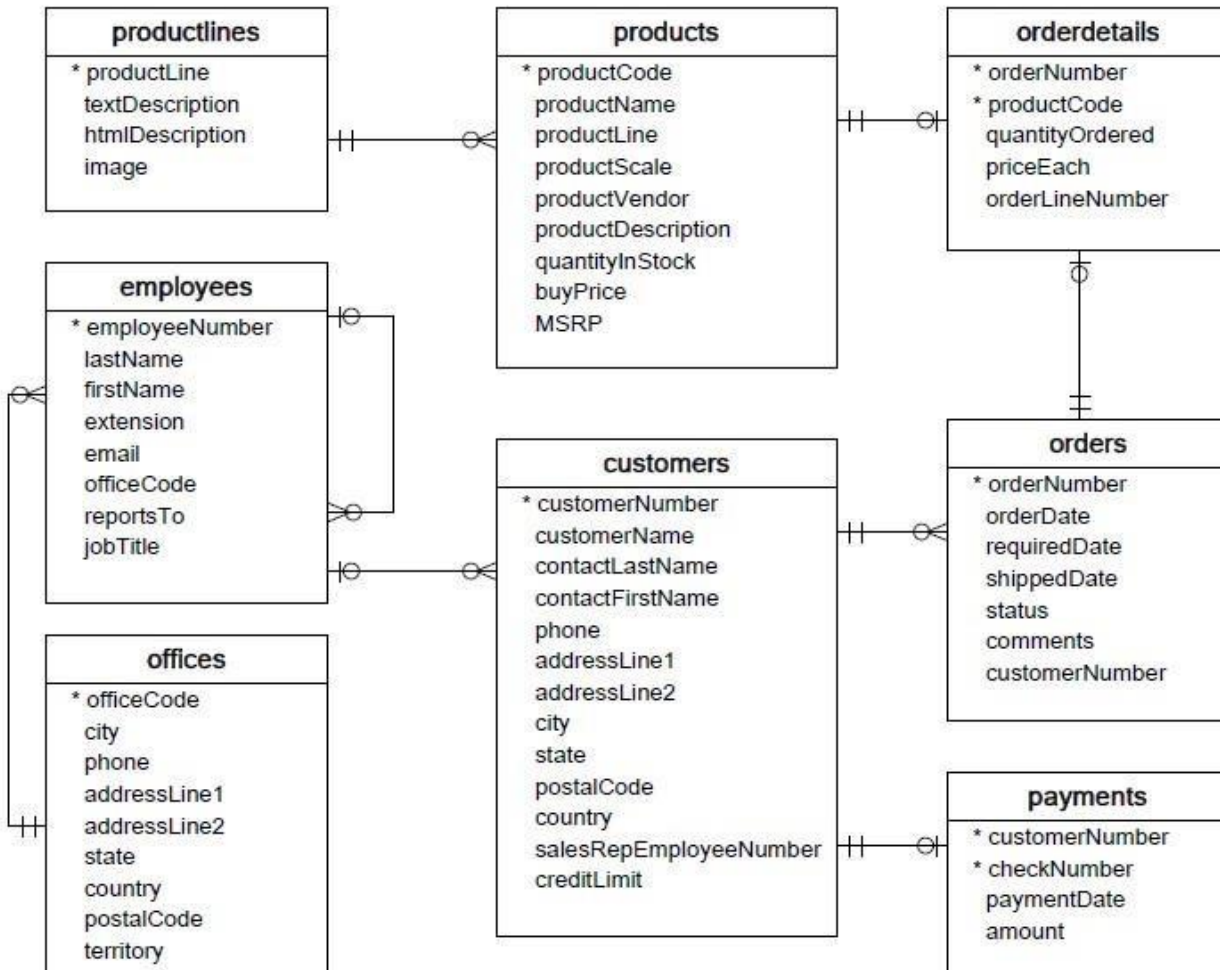 productlines
* productLine
textDescription
htmlDescription
image
products
* productCode
productName
productLine
productScale
productVendor
productDescription
quantityInStock
buyPrice
MSRP
orderdetails
* orderNumber
* productCode
quantityOrdered
priceEach
orderLineNumber
employees
* employeeNumber
lastName
firstName
extension
email
officeCode
reportsTo
jobTitle
customers
* customerNumber
customerName
contactLastName
contactFirstName
phone
addressLine1
addressLine2
city
state
postalCode
country
salesRepEmployeeNumber
creditLimit
orders
* orderNumber
orderDate
requiredDate
shippedDate
status
comments
customerNumber
offices
* officeCode
city
phone
addressLine1
addressLine2
state
country
postalCode
territory
payments
* customerNumber
* checkNumber
paymentDate
amount